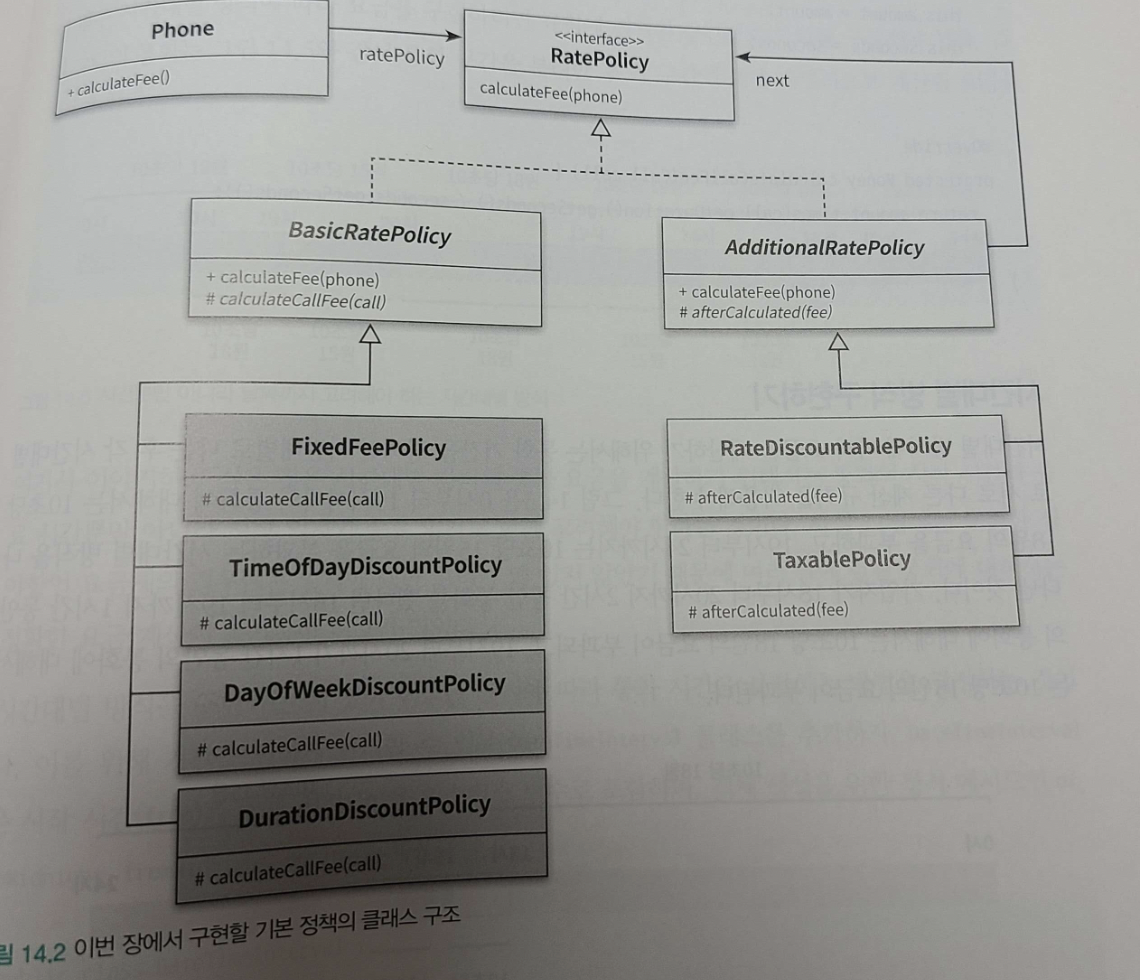 Phone
+ calculateFee()
ratePolicy
<<interface>>
RatePolicy
calculateFee(phone)
next
BasicRatePolicy
+ calculateFee(phone)
# calculateCallFee(call)
AdditionalRatePolicy
+ calculateFee(phone)
# afterCalculated(fee)
FixedFeePolicy
# calculateCallFee(call)
TimeOfDayDiscountPolicy
# calculateCallFee(call)
DayOfWeekDiscountPolicy
# calculateCallFee(call)
DurationDiscountPolicy
# calculateCallFee(call)
RateDiscountablePolicy
# afterCalculated(fee)
TaxablePolicy
# afterCalculated(fee)
림 14.2 이번 장에서 구현할 기본 정책의 클래스 구조